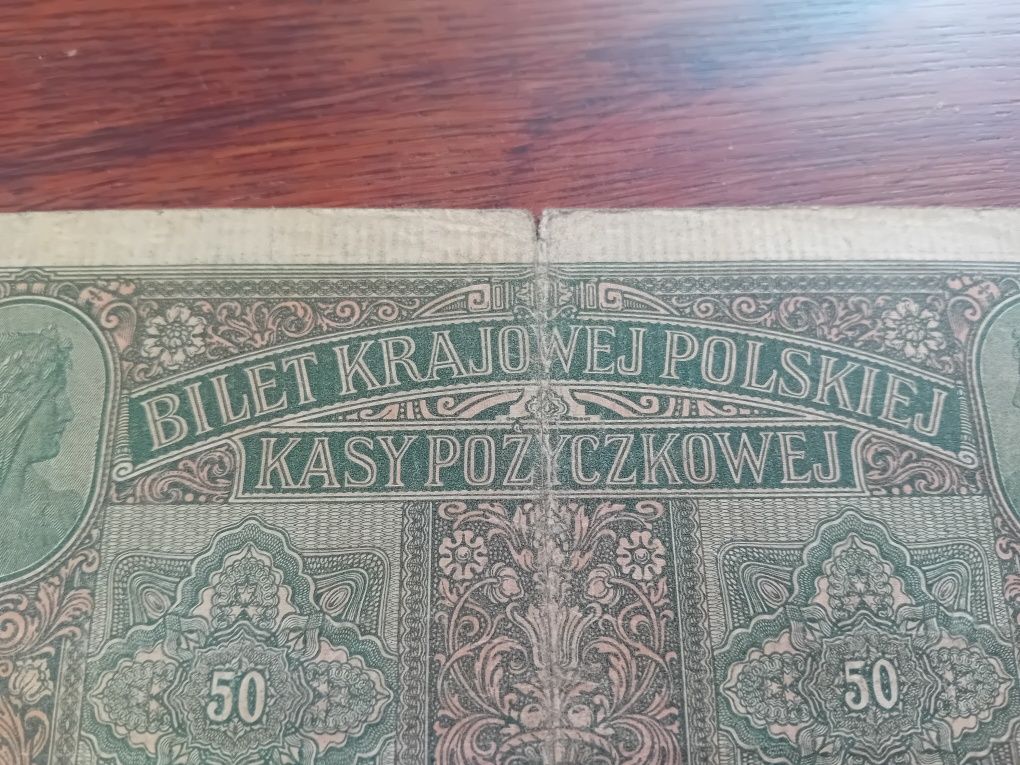 BILET KRAJOWEJ POLSKIEJ
KASY POŻYCZKOWEJ
50 50